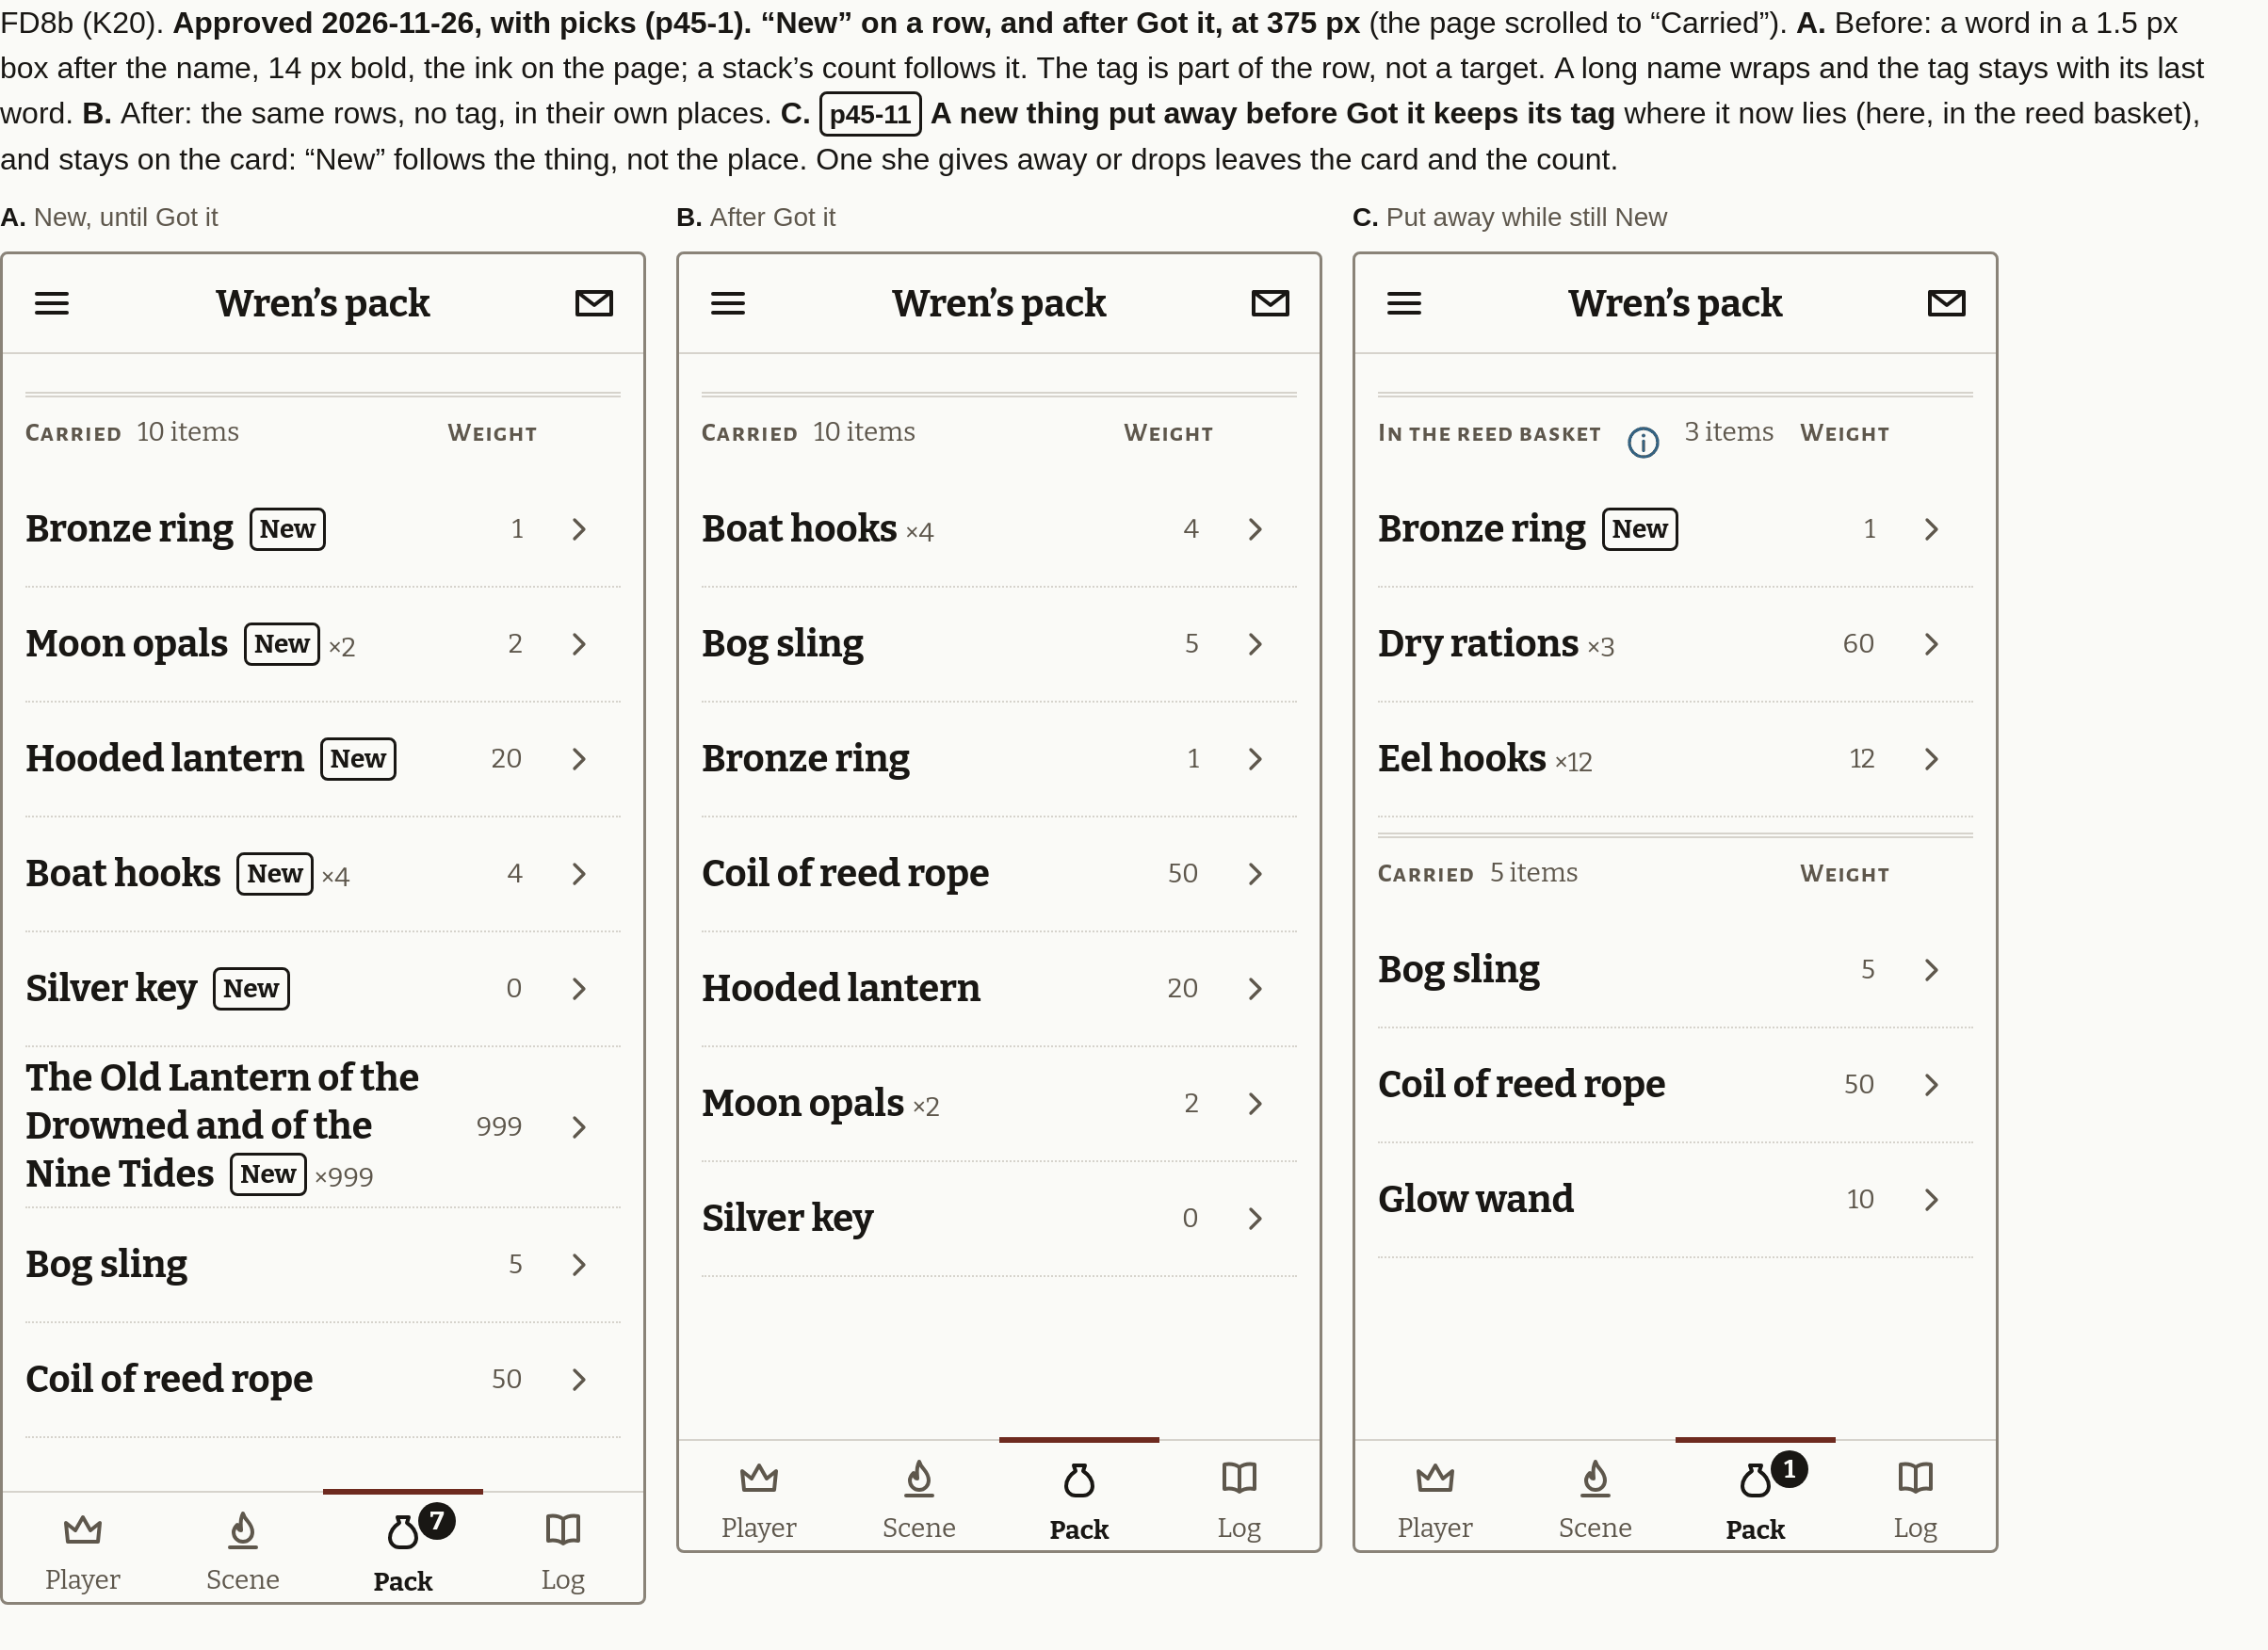 FD8b (K20). Approved 2026-11-26, with picks (p45-1). “New” on a row, and after Got it, at 375 px (the page scrolled to “Carried”). A. Before: a word in a 1.5 px
box after the name, 14 px bold, the ink on the page; a stack’s count follows it. The tag is part of the row, not a target. A long name wraps and the tag stays with its last
word. B. After: the same rows, no tag, in their own places. C. p45-11 A new thing put away before Got it keeps its tag where it now lies (here, in the reed basket),
and stays on the card: “New” follows the thing, not the place. One she gives away or drops leaves the card and the count.
A. New, until Got it
Wren’s pack
Carried 10 items Weight
Bronze ring New 1
Moon opals New ×2 2
Hooded lantern New 20
Boat hooks New ×4 4
Silver key New 0
The Old Lantern of the
Drowned and of the 999
Nine Tides New ×999
Bog sling 5
Coil of reed rope 50
7
Player Scene Pack Log
B. After Got it
Wren’s pack
Carried 10 items Weight
Boat hooks ×4 4
Bog sling 5
Bronze ring 1
Coil of reed rope 50
Hooded lantern 20
Moon opals ×2 2
Silver key 0
Player Scene Pack Log
C. Put away while still New
Wren’s pack
In the reed basket 3 items Weight
Bronze ring New 1
Dry rations ×3 60
Eel hooks ×12 12
Carried 5 items Weight
Bog sling 5
Coil of reed rope 50
Glow wand 10
1
Player Scene Pack Log